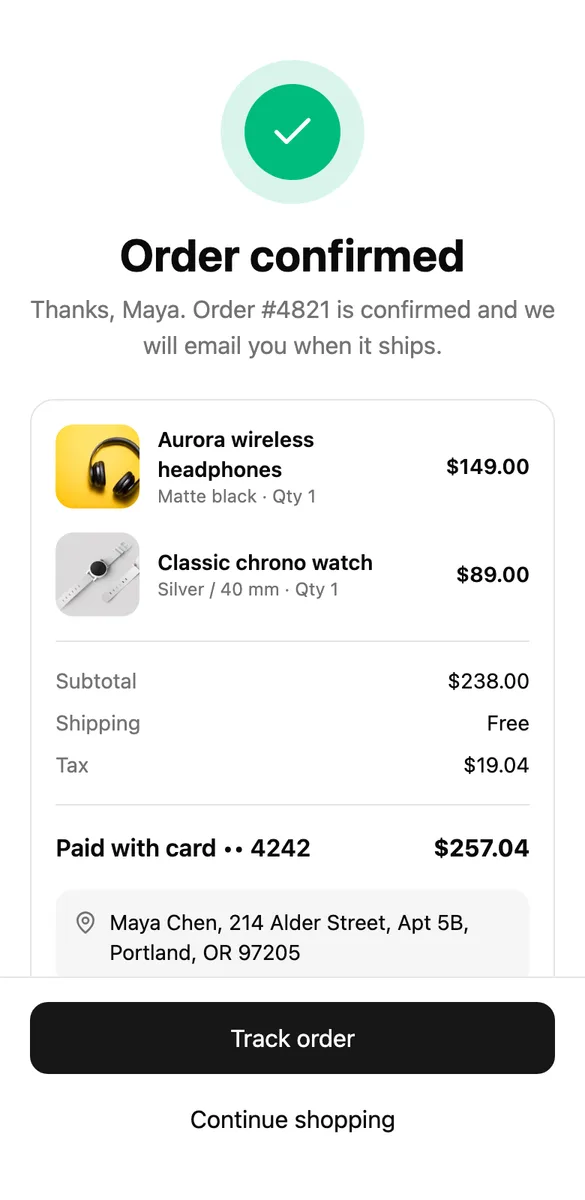 Order confirmed
Thanks, Maya. Order #4821 is confirmed and we
will email you when it ships.
Aurora wireless
headphones
Matte black · Qty 1
$149.00
Classic chrono watch
Silver / 40 mm · Qty 1
$89.00
Subtotal $238.00
Shipping Free
Tax $19.04
Paid with card •• 4242 $257.04
Maya Chen, 214 Alder Street, Apt 5B,
Portland, OR 97205
Track order
Continue shopping